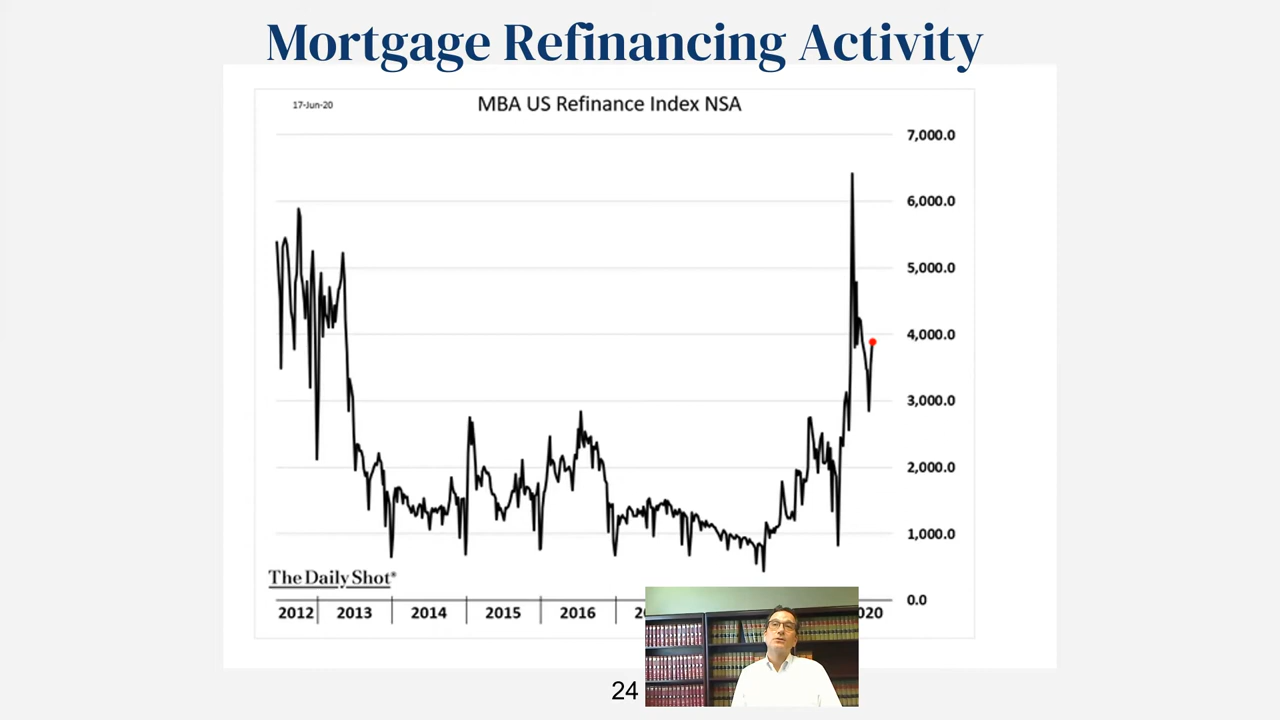 Mortgage Refinancing Activity
17-Jun-20
MBA US Refinance Index NSA
7,000.0
6,000.0
5,000.0
4,000.0
3,000.0
2,000.0
1,000.0
0.0
The Daily Shot®
2012 2013 2014 2015 2016 2 020
24